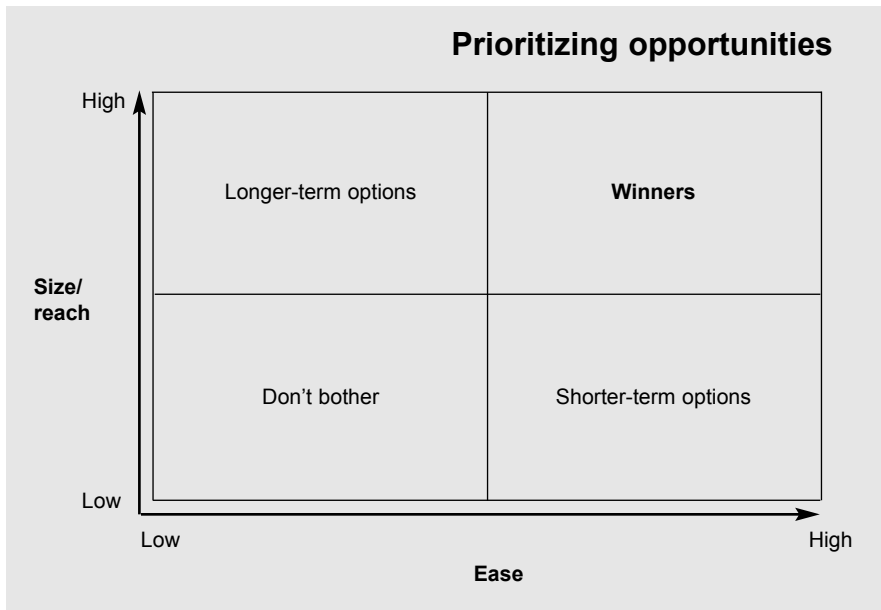 Prioritizing opportunities
High
Longer-term options
Winners
Size/
reach
Don’t bother
Shorter-term options
Low
Low
High
Ease